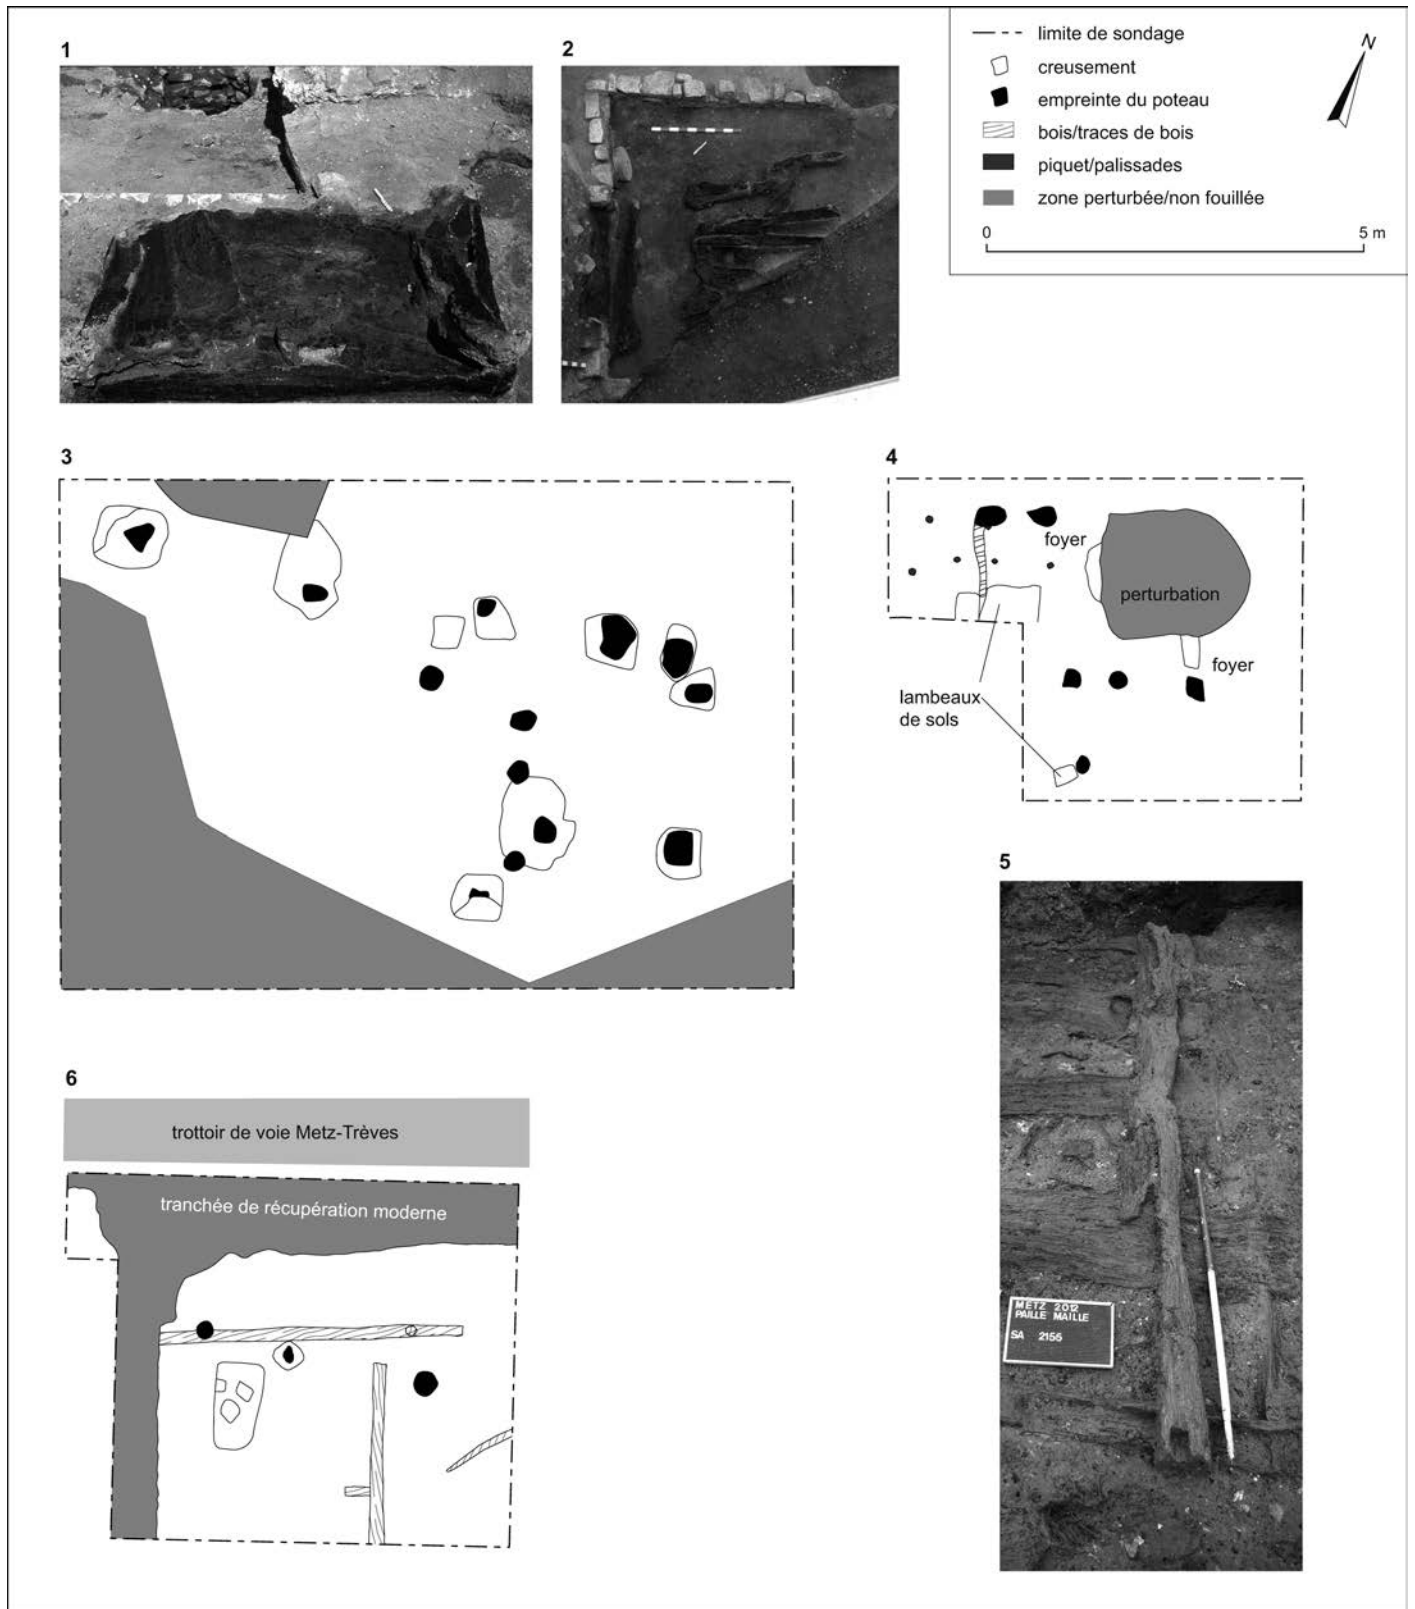 1
2
N
limite de sondage
creusement
empreinte du poteau
bois/traces de bois
piquet/palissades
zone perturbée/non fouillée
0
5 m
3
4
foyer
perturbation
foyer
lambeaux
de sols
5
METZ 2012
PAILLE MAILLE
SA 2155
6
trottoir de voie Metz-Trèves
tranchée de récupération moderne